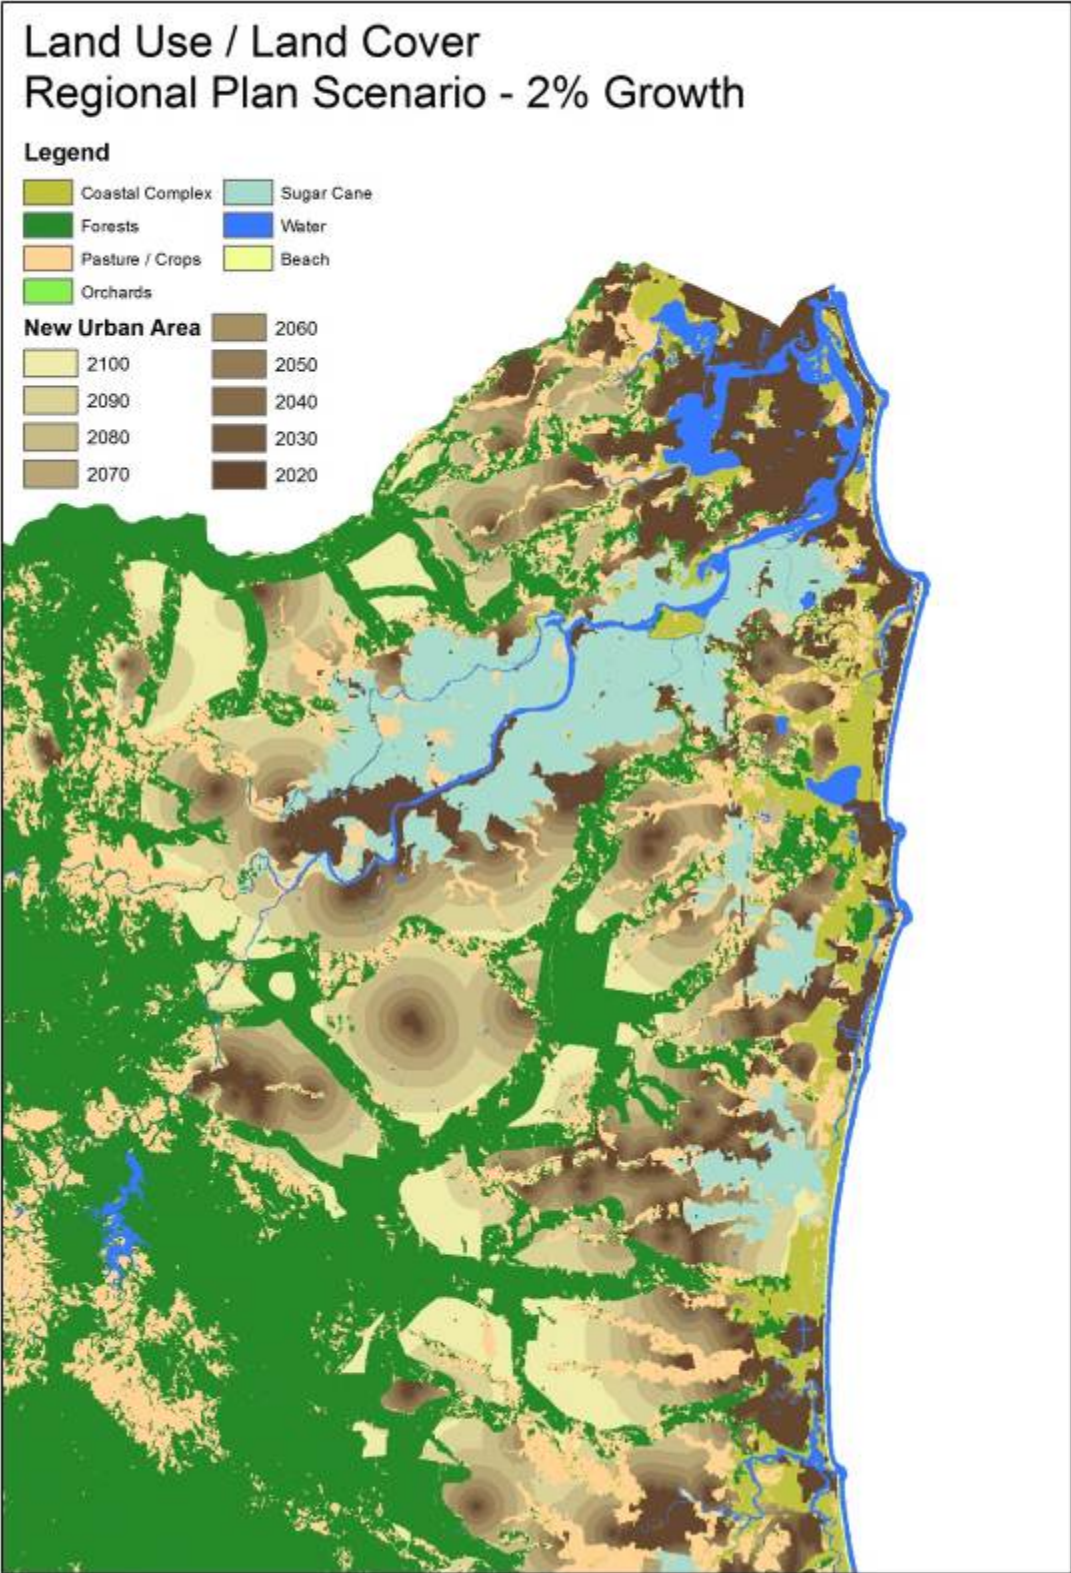 Land Use / Land Cover
Regional Plan Scenario - 2% Growth
Legend
Coastal Complex
Sugar Cane
Forests
Water
Pasture / Crops
Beach
Orchards
New Urban Area
2060
2100
2050
2090
2040
2080
2030
2070
2020